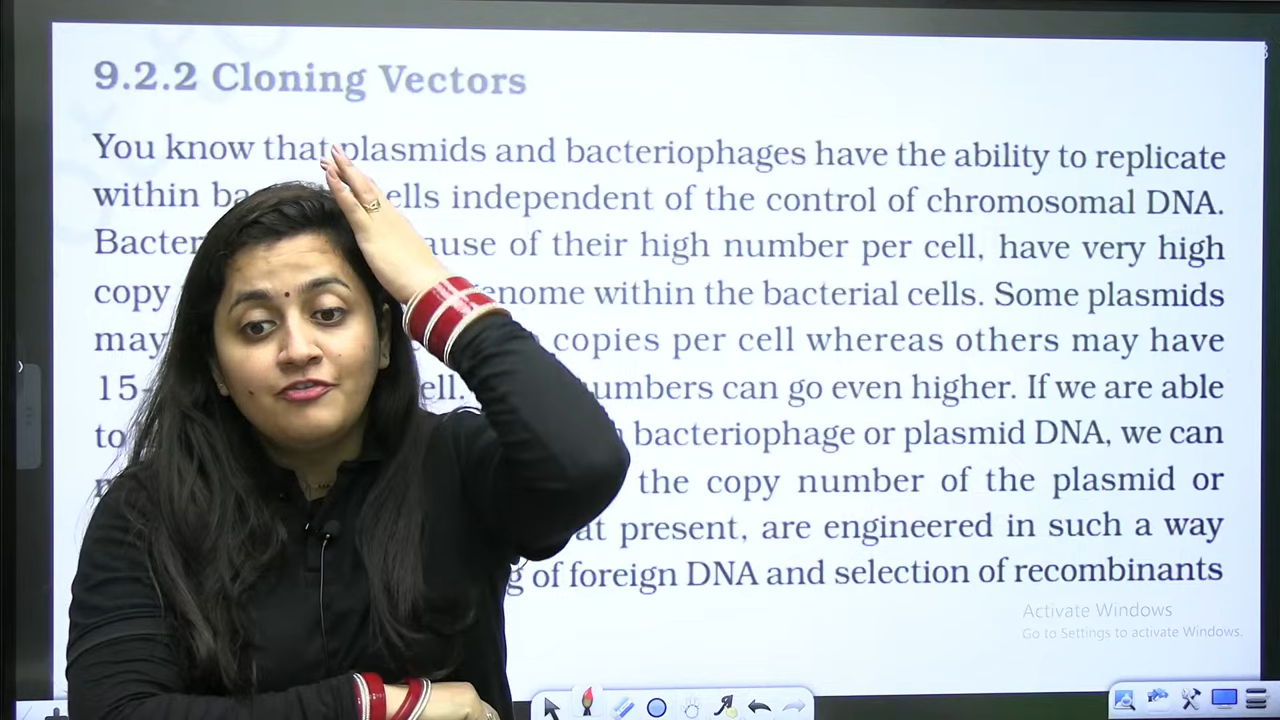 9.2.2 Cloning Vectors
You know that plasmids and bacteriophages have the ability to replicate
within ells independent of the control of chromosomal DNA.
Bacter ause of their high number per cell, have very high
copy enome within the bacterial cells. Some plasmids
may copies per cell whereas others may have
15- ell. umbers can go even higher. If we are able
to bacteriophage or plasmid DNA, we can
the copy number of the plasmid or
at present, are engineered in such a way
g of foreign DNA and selection of recombinants
Activate Windows
Go to Settings to activate Windows.